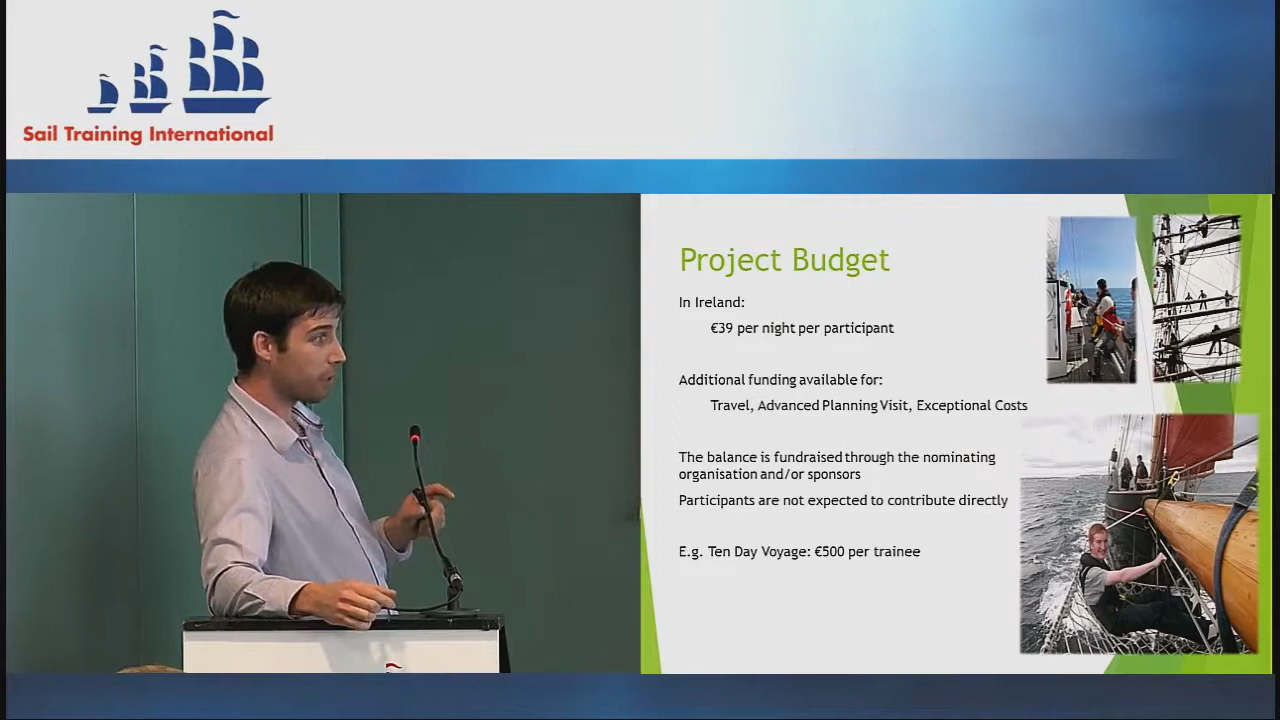 Sail Training International
Project Budget
In Ireland:
€39 per night per participant
Additional funding available for:
Travel, Advanced Planning Visit, Exceptional Costs
The balance is fundraised through the nominating
organisation and/or sponsors
Participants are not expected to contribute directly
E.g. Ten Day Voyage: €500 per trainee